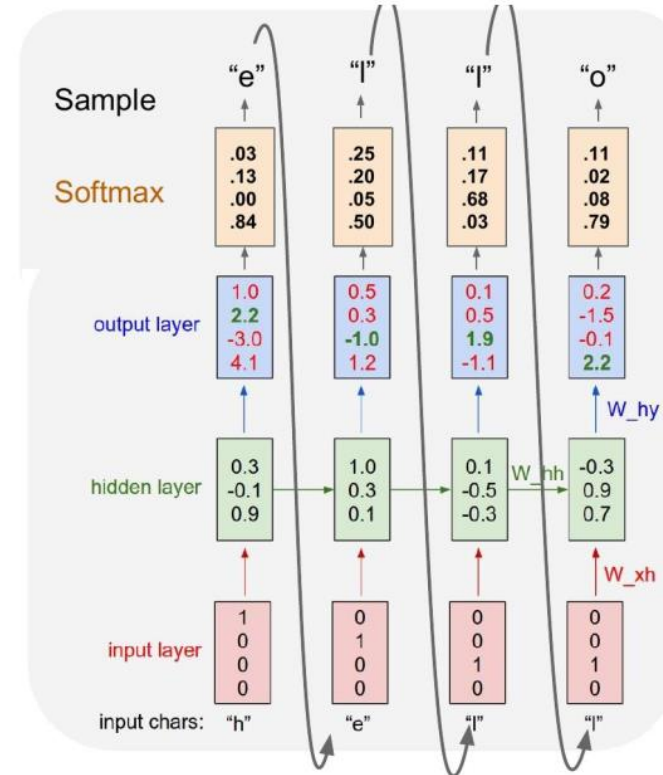 “e” “l” “l” “o”
Sample
Softmax
.03 .25 .11 .11
.13 .20 .17 .02
.00 .05 .68 .08
.84 .50 .03 .79
output layer
1.0 0.5 0.1 0.2
2.2 0.3 0.5 -1.5
-3.0 -1.0 1.9 -0.1
4.1 1.2 -1.1 2.2
W_hy
hidden layer
0.3 1.0 0.1 -0.3
-0.1 0.3 -0.5 0.9
0.9 0.1 -0.3 0.7
W_hh
W_xh
input layer
1 0 0 0
0 1 0 0
0 0 1 1
0 0 0 0
input chars: “h” “e” “l” “l”